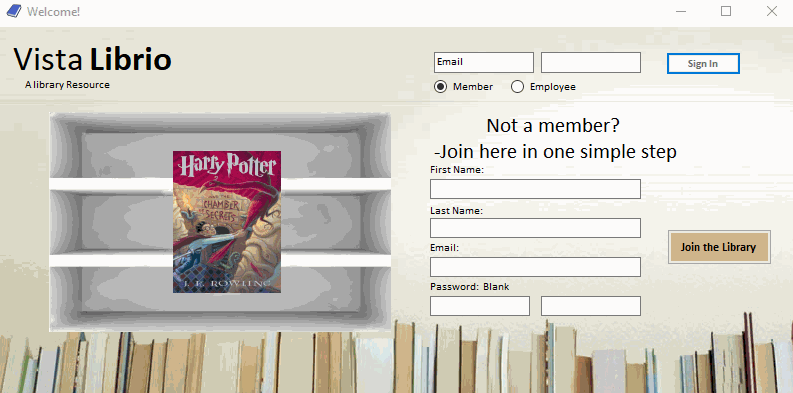 Welcome!
Vista Librio
A library Resource
Email
Sign In
Member
Employee
Harry Potter
AND THE
CHAMBER
OF
SECRETS
J. K. ROWLING
Not a member?
-Join here in one simple step
First Name:
Last Name:
Email:
Password: Blank
Join the Library